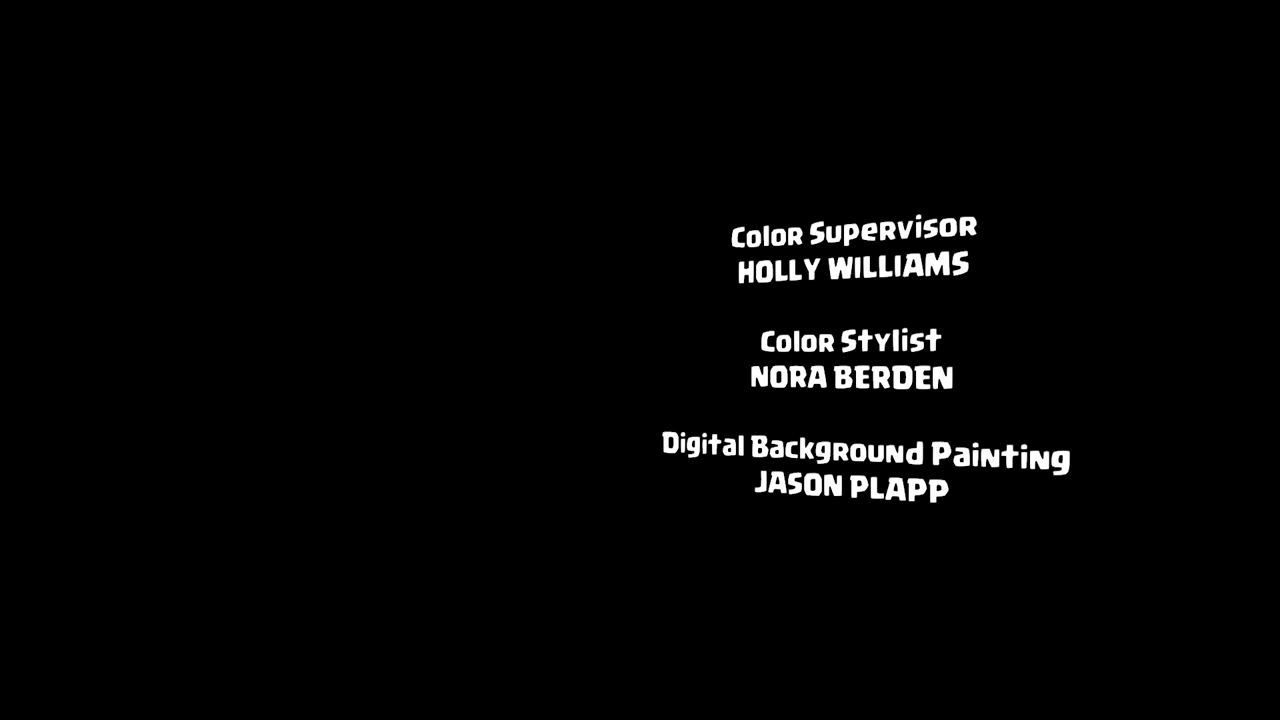 Color Supervisor
HOLLY WILLIAMS
Color Stylist
NORA BERDEN
Digital Background Painting
JASON PLAPP